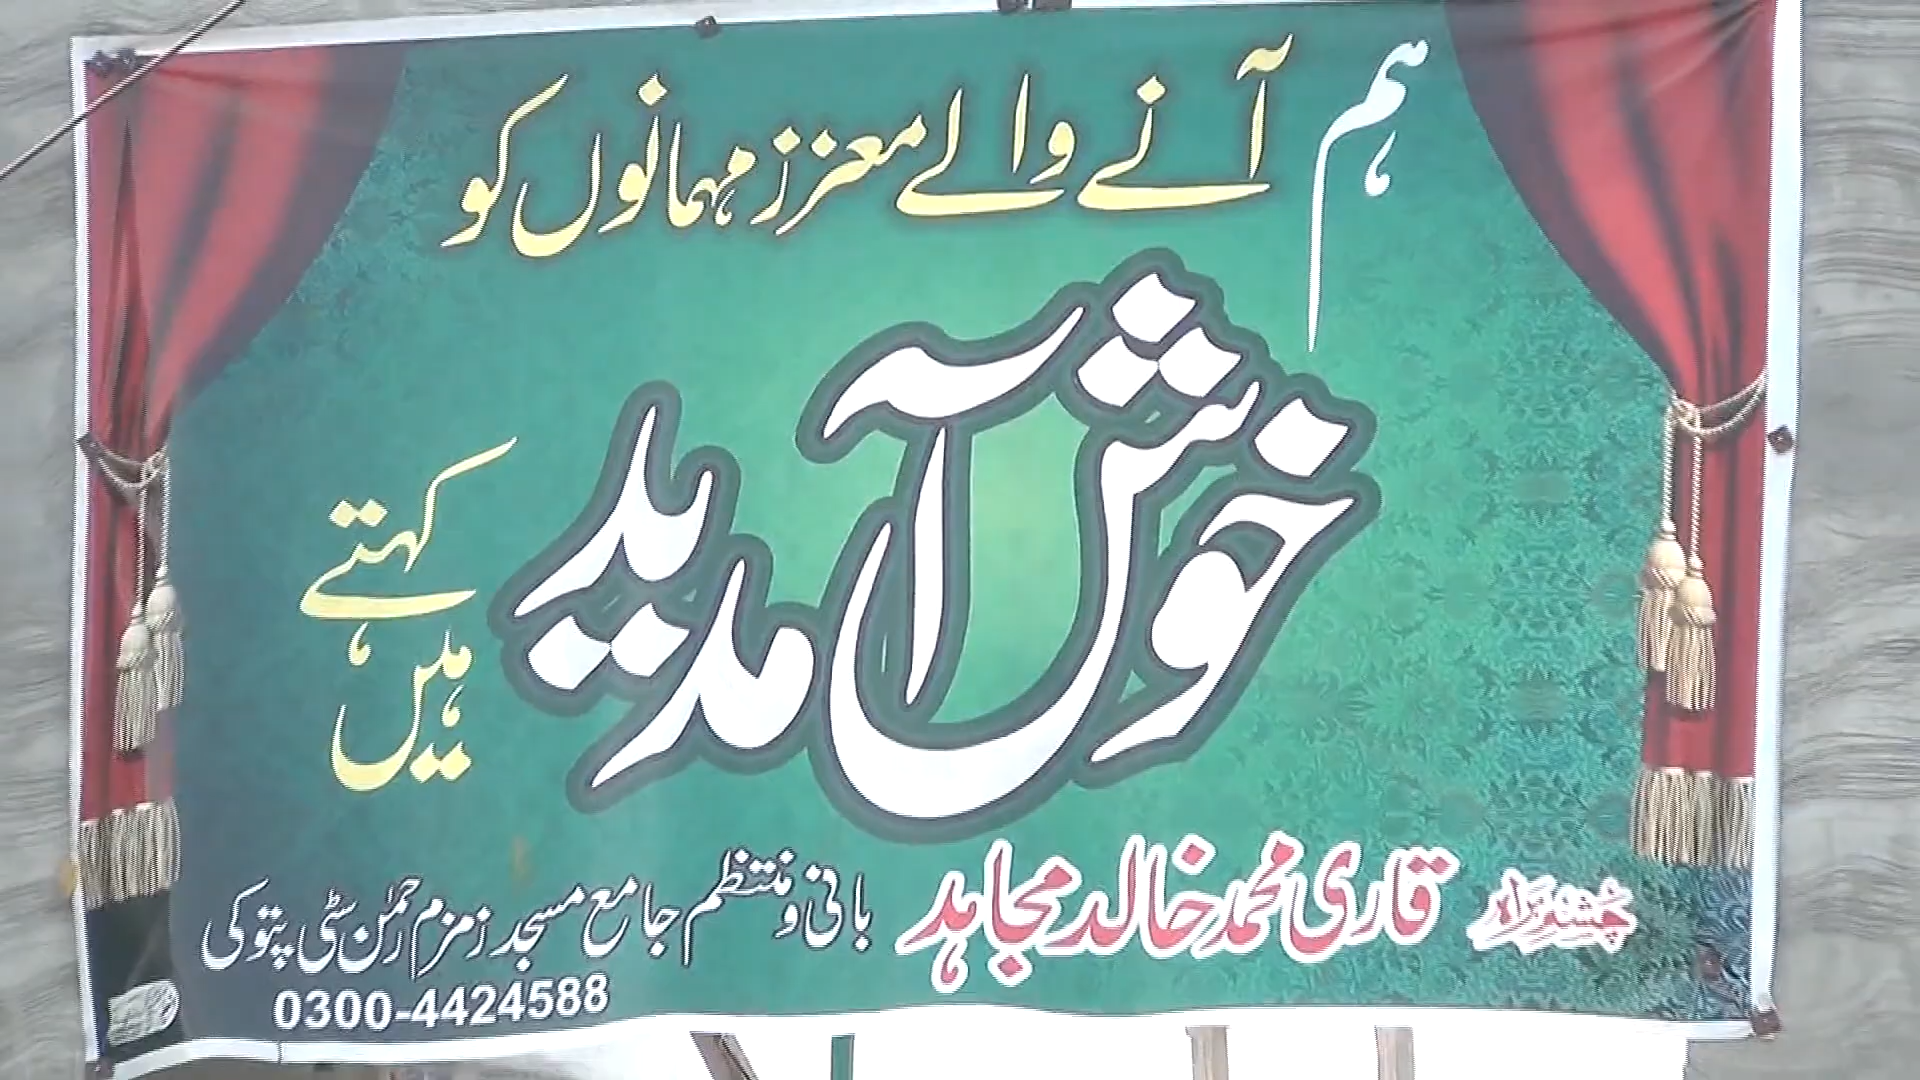 ہم آنے والے معزز مہمانوں کو
خوش آمدید
کہتے
ہیں
قاری محمد خالد مجاہد بانی و منتظم جامع مسجد زمزم رحمٰن سٹی پتوکی
0300-4424588